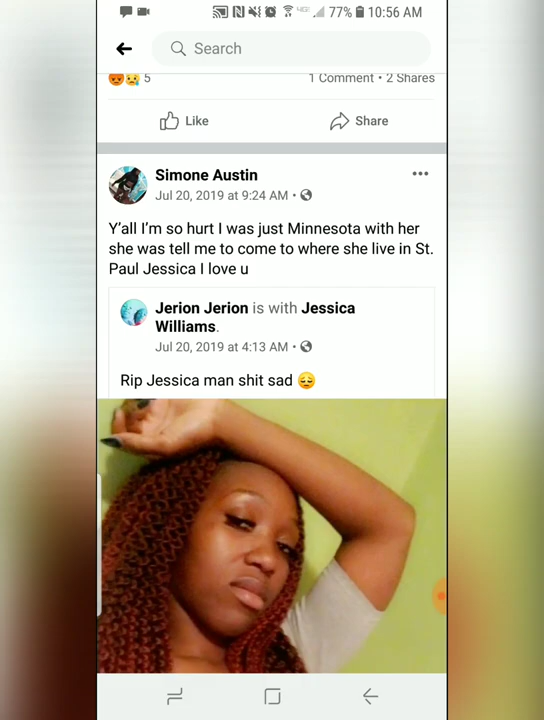 77% 10:56 AM
Search
5
1 Comment • 2 Shares
Like
Share
Simone Austin
Jul 20, 2019 at 9:24 AM •
Y'all I'm so hurt I was just Minnesota with her
she was tell me to come to where she live in St.
Paul Jessica I love u
Jerion Jerion is with Jessica
Williams.
Jul 20, 2019 at 4:13 AM •
Rip Jessica man shit sad 😔